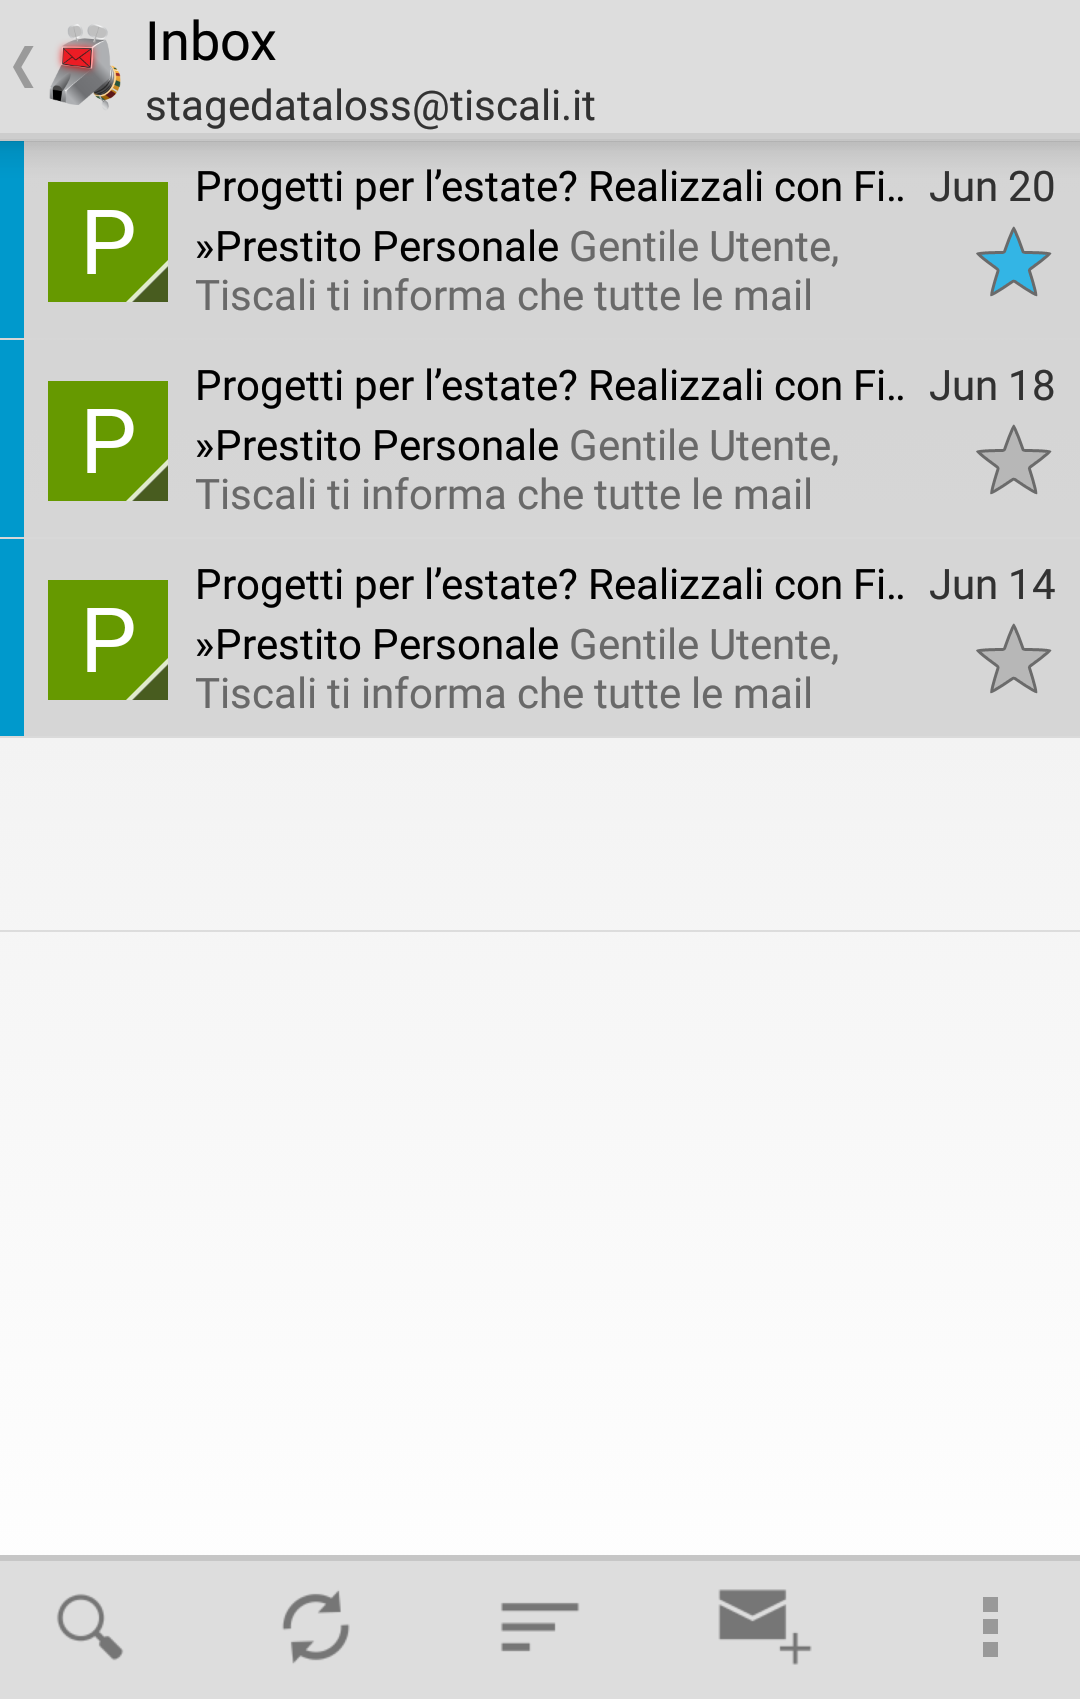 Inbox
stagedataloss@tiscali.it
Progetti per l’estate? Realizzali con Fi.. Jun 20
P
»Prestito Personale Gentile Utente,
Tiscali ti informa che tutte le mail
Progetti per l’estate? Realizzali con Fi.. Jun 18
P
»Prestito Personale Gentile Utente,
Tiscali ti informa che tutte le mail
Progetti per l’estate? Realizzali con Fi.. Jun 14
P
»Prestito Personale Gentile Utente,
Tiscali ti informa che tutte le mail